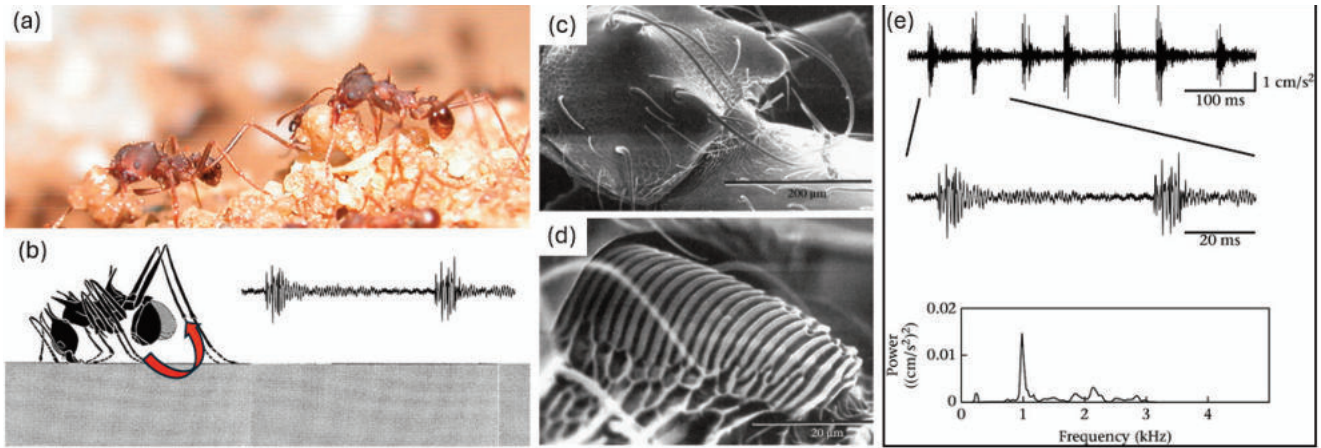 (a)
(b)
(c)
200 µm
(d)
20 µm
(e)
1 cm/s²
100 ms
20 ms
Power
((cm/s²)²)
0.02
0.01
0
0 1 2 3 4
Frequency (kHz)